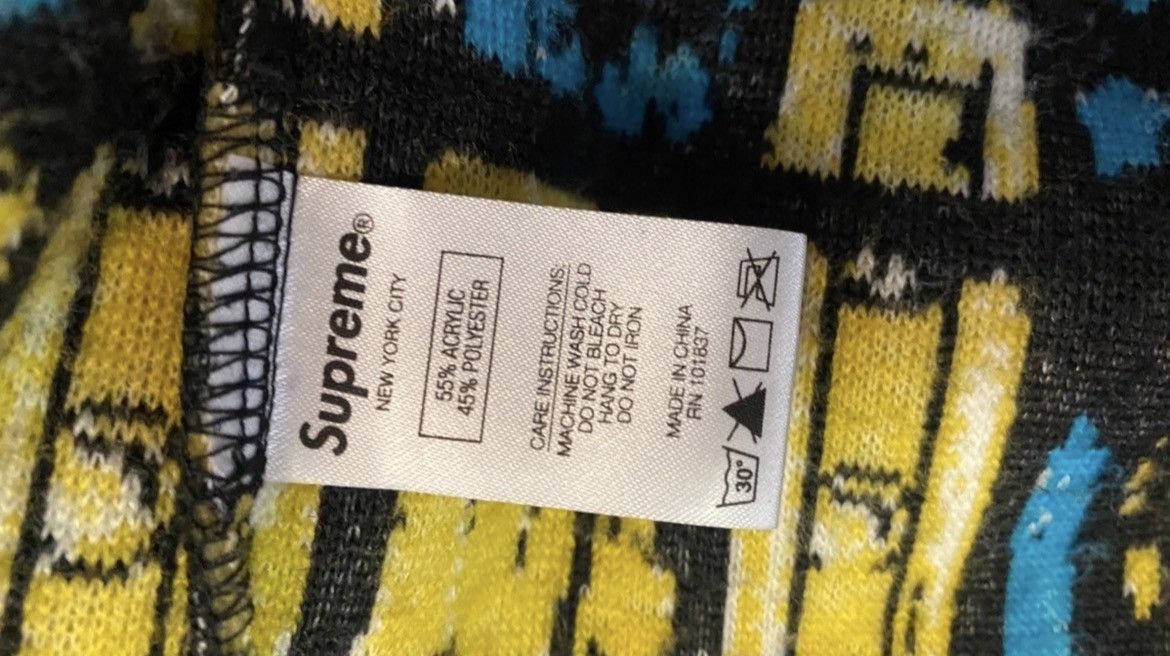 Supreme®
NEW YORK CITY
55% ACRYLIC
45% POLYESTER
CARE INSTRUCTIONS:
MACHINE WASH COLD
DO NOT BLEACH
HANG TO DRY
DO NOT IRON
MADE IN CHINA
RN 101837
30°